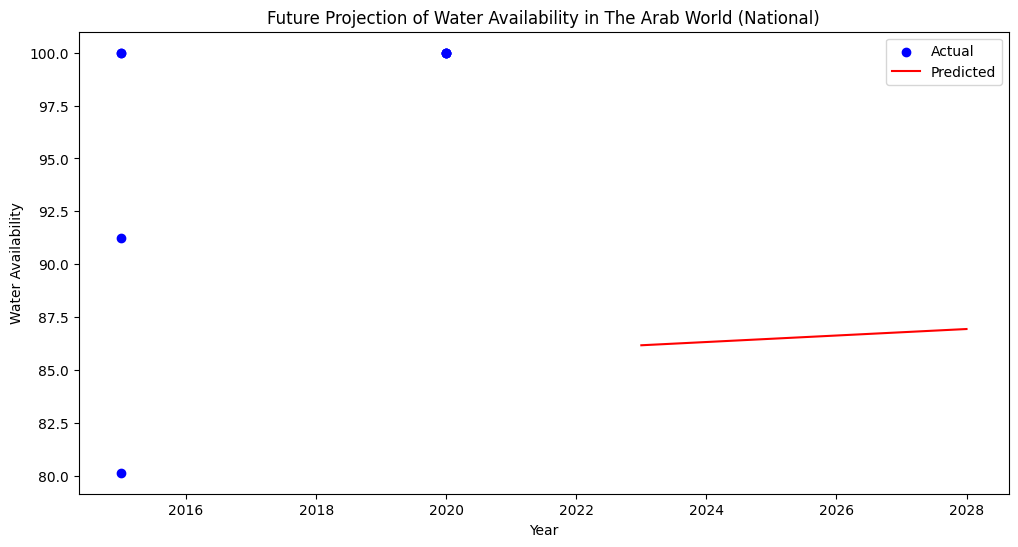 Future Projection of Water Availability in The Arab World (National)
Actual
Predicted
100.0
97.5
95.0
92.5
90.0
87.5
85.0
82.5
80.0
Water Availability
2016 2018 2020 2022 2024 2026 2028
Year